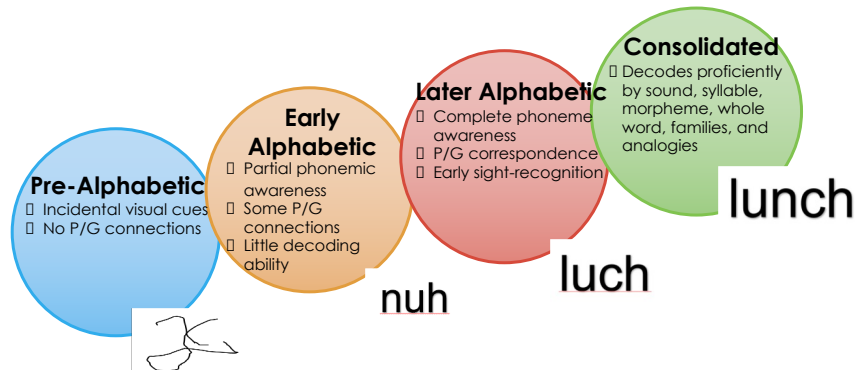 Pre-Alphabetic
▯ Incidental visual cues
▯ No P/G connections
Early
Alphabetic
▯ Partial phonemic
awareness
▯ Some P/G
connections
▯ Little decoding
ability
nuh
Later Alphabetic
▯ Complete phoneme
awareness
▯ P/G correspondence
▯ Early sight-recognition
luch
Consolidated
▯ Decodes proficiently
by sound, syllable,
morpheme, whole
word, families, and
analogies
lunch